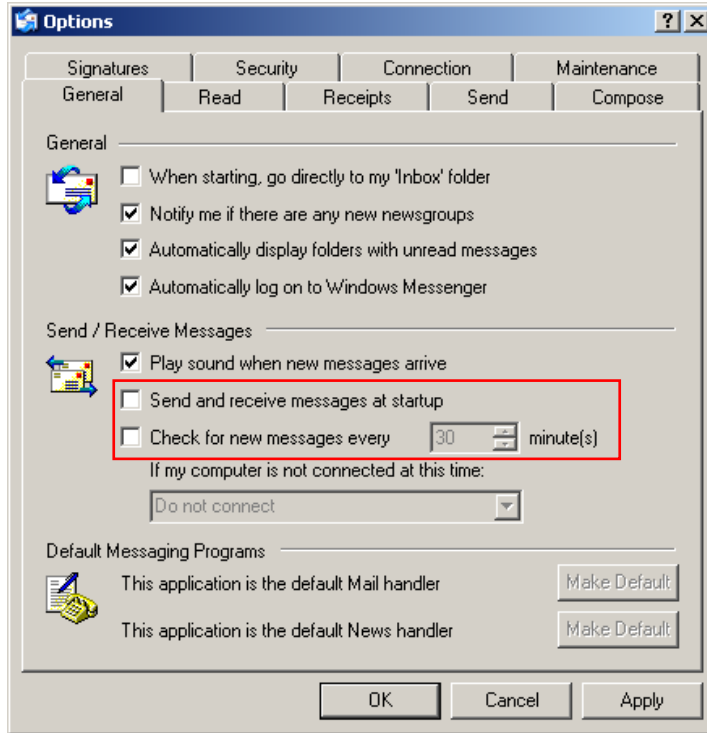 Options
Signatures Security Connection Maintenance
General Read Receipts Send Compose
General
When starting, go directly to my 'Inbox' folder
Notify me if there are any new newsgroups
Automatically display folders with unread messages
Automatically log on to Windows Messenger
Send / Receive Messages
Play sound when new messages arrive
Send and receive messages at startup
Check for new messages every 30 minute(s)
If my computer is not connected at this time:
Do not connect
Default Messaging Programs
This application is the default Mail handler Make Default
This application is the default News handler Make Default
OK Cancel Apply